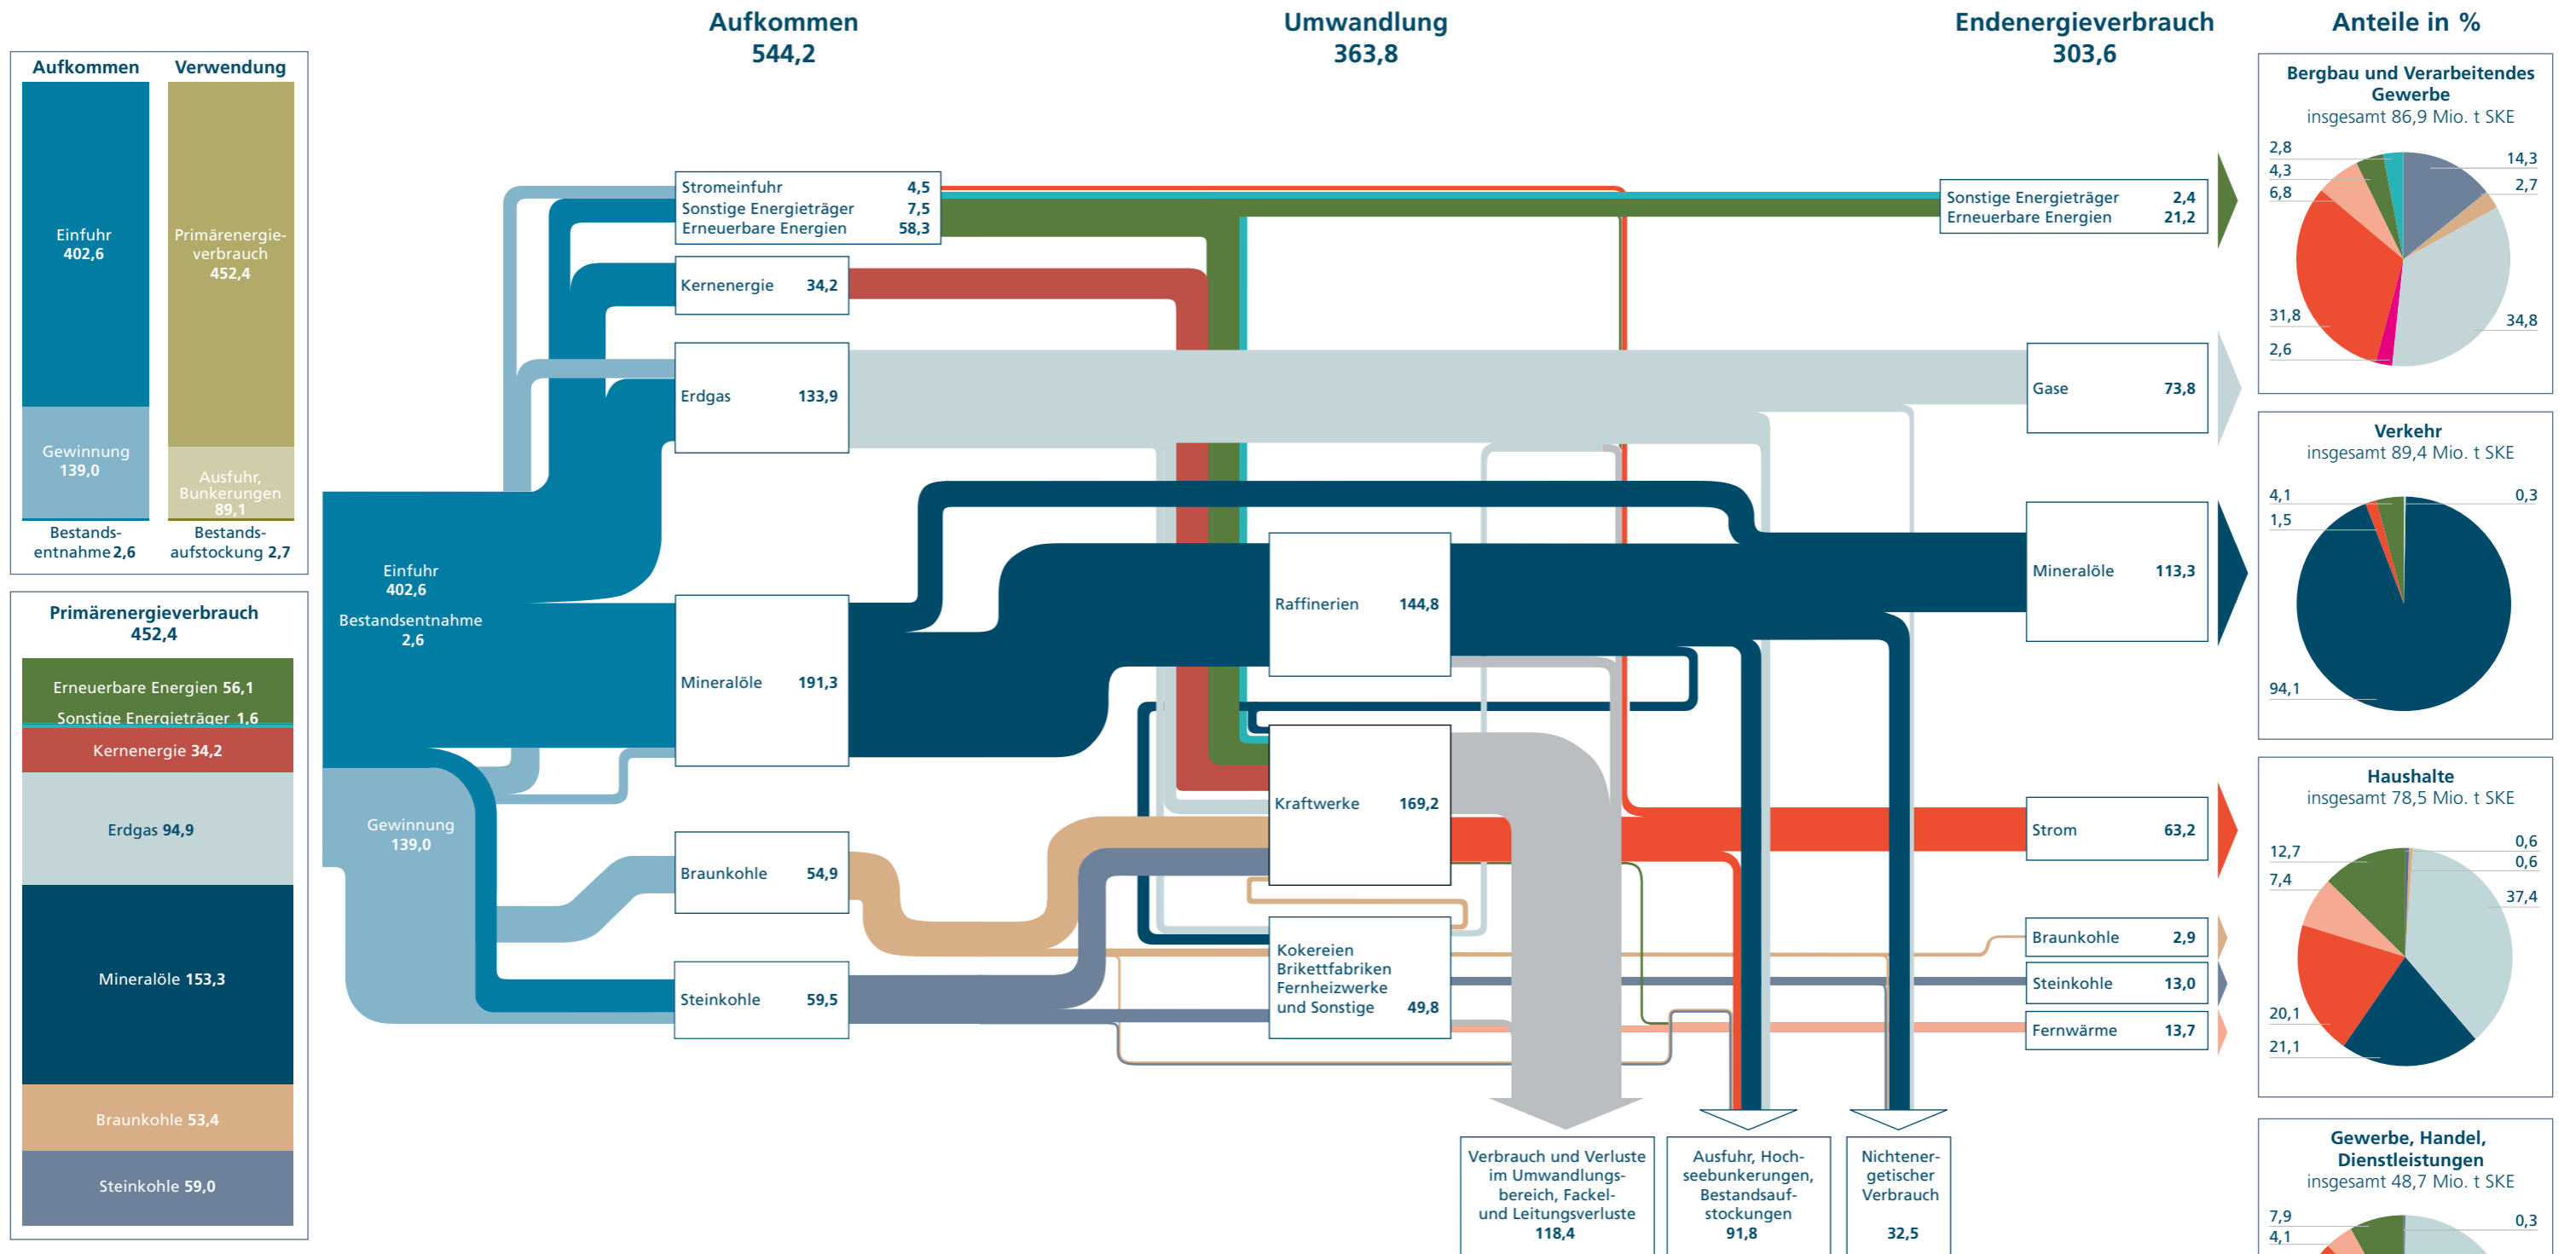 Aufkommen
544,2
Umwandlung
363,8
Endenergieverbrauch
303,6
Anteile in %
Aufkommen
Verwendung
Einfuhr
402,6
Gewinnung
139,0
Bestands-
entnahme 2,6
Primärenergie-
verbrauch
452,4
Ausfuhr,
Bunkerungen
89,1
Bestands-
aufstockung 2,7
Primärenergieverbrauch
452,4
Erneuerbare Energien 56,1
Sonstige Energieträger 1,6
Kernenergie 34,2
Erdgas 94,9
Mineralöle 153,3
Braunkohle 53,4
Steinkohle 59,0
Einfuhr
402,6
Bestandsentnahme
2,6
Gewinnung
139,0
Stromeinfuhr 4,5
Sonstige Energieträger 7,5
Erneuerbare Energien 58,3
Kernenergie 34,2
Erdgas 133,9
Mineralöle 191,3
Braunkohle 54,9
Steinkohle 59,5
Raffinerien 144,8
Kraftwerke 169,2
Kokereien
Brikettfabriken
Fernheizwerke
und Sonstige 49,8
Sonstige Energieträger 2,4
Erneuerbare Energien 21,2
Gase 73,8
Mineralöle 113,3
Strom 63,2
Braunkohle 2,9
Steinkohle 13,0
Fernwärme 13,7
Verbrauch und Verluste
im Umwandlungs-
bereich, Fackel-
und Leitungsverluste
118,4
Ausfuhr, Hoch-
seebunkerungen,
Bestandsauf-
stockungen
91,8
Nichtener-
getischer
Verbrauch
32,5
Bergbau und Verarbeitendes
Gewerbe
insgesamt 86,9 Mio. t SKE
2,8
4,3
6,8
31,8
2,6
14,3
2,7
34,8
Verkehr
insgesamt 89,4 Mio. t SKE
4,1
1,5
94,1
0,3
Haushalte
insgesamt 78,5 Mio. t SKE
12,7
7,4
20,1
21,1
0,6
0,6
37,4
Gewerbe, Handel,
Dienstleistungen
insgesamt 48,7 Mio. t SKE
7,9
4,1
0,3